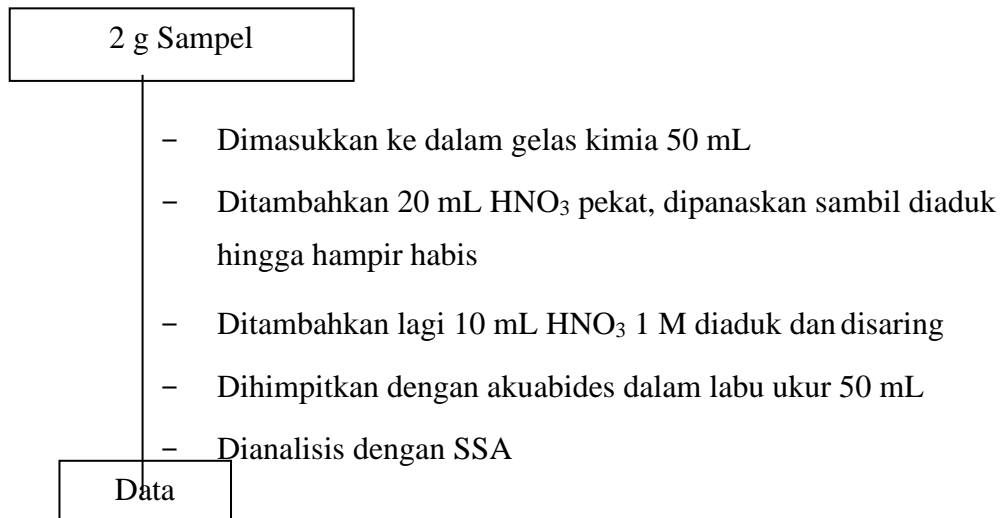 2 g Sampel
− Dimasukkan ke dalam gelas kimia 50 mL
− Ditambahkan 20 mL HNO₃ pekat, dipanaskan sambil diaduk
hingga hampir habis
− Ditambahkan lagi 10 mL HNO₃ 1 M diaduk dan disaring
− Dihimpitkan dengan akuabides dalam labu ukur 50 mL
− Dianalisis dengan SSA
Data